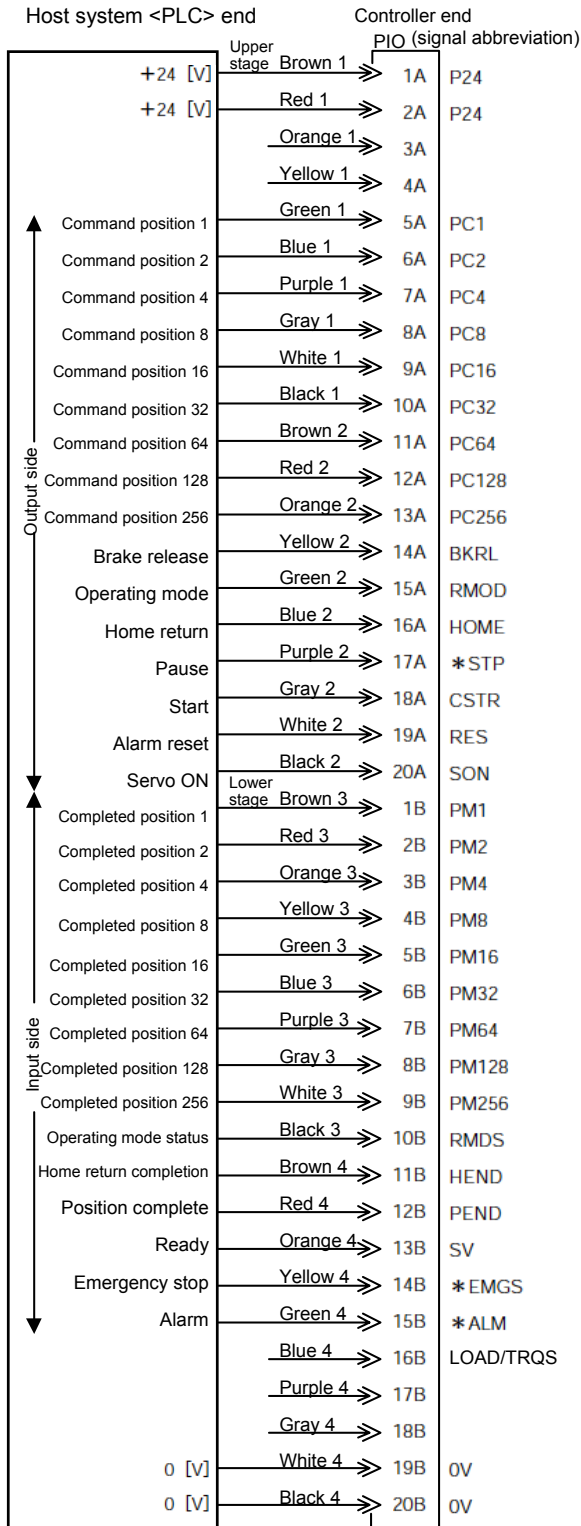 Host system <PLC> end
Controller end
PIO (signal abbreviation)
Upper stage
+24 [V] Brown 1 1A P24
+24 [V] Red 1 2A P24
Orange 1 3A
Yellow 1 4A
Output side
Command position 1 Green 1 5A PC1
Command position 2 Blue 1 6A PC2
Command position 4 Purple 1 7A PC4
Command position 8 Gray 1 8A PC8
Command position 16 White 1 9A PC16
Command position 32 Black 1 10A PC32
Command position 64 Brown 2 11A PC64
Command position 128 Red 2 12A PC128
Command position 256 Orange 2 13A PC256
Brake release Yellow 2 14A BKRL
Operating mode Green 2 15A RMOD
Home return Blue 2 16A HOME
Pause Purple 2 17A *STP
Start Gray 2 18A CSTR
Alarm reset White 2 19A RES
Servo ON Black 2 20A SON
Lower stage
Input side
Completed position 1 Brown 3 1B PM1
Completed position 2 Red 3 2B PM2
Completed position 4 Orange 3 3B PM4
Completed position 8 Yellow 3 4B PM8
Completed position 16 Green 3 5B PM16
Completed position 32 Blue 3 6B PM32
Completed position 64 Purple 3 7B PM64
Completed position 128 Gray 3 8B PM128
Completed position 256 White 3 9B PM256
Operating mode status Black 3 10B RMDS
Home return completion Brown 4 11B HEND
Position complete Red 4 12B PEND
Ready Orange 4 13B SV
Emergency stop Yellow 4 14B *EMGS
Alarm Green 4 15B *ALM
Blue 4 16B LOAD/TRQS
Purple 4 17B
Gray 4 18B
0 [V] White 4 19B 0V
0 [V] Black 4 20B 0V